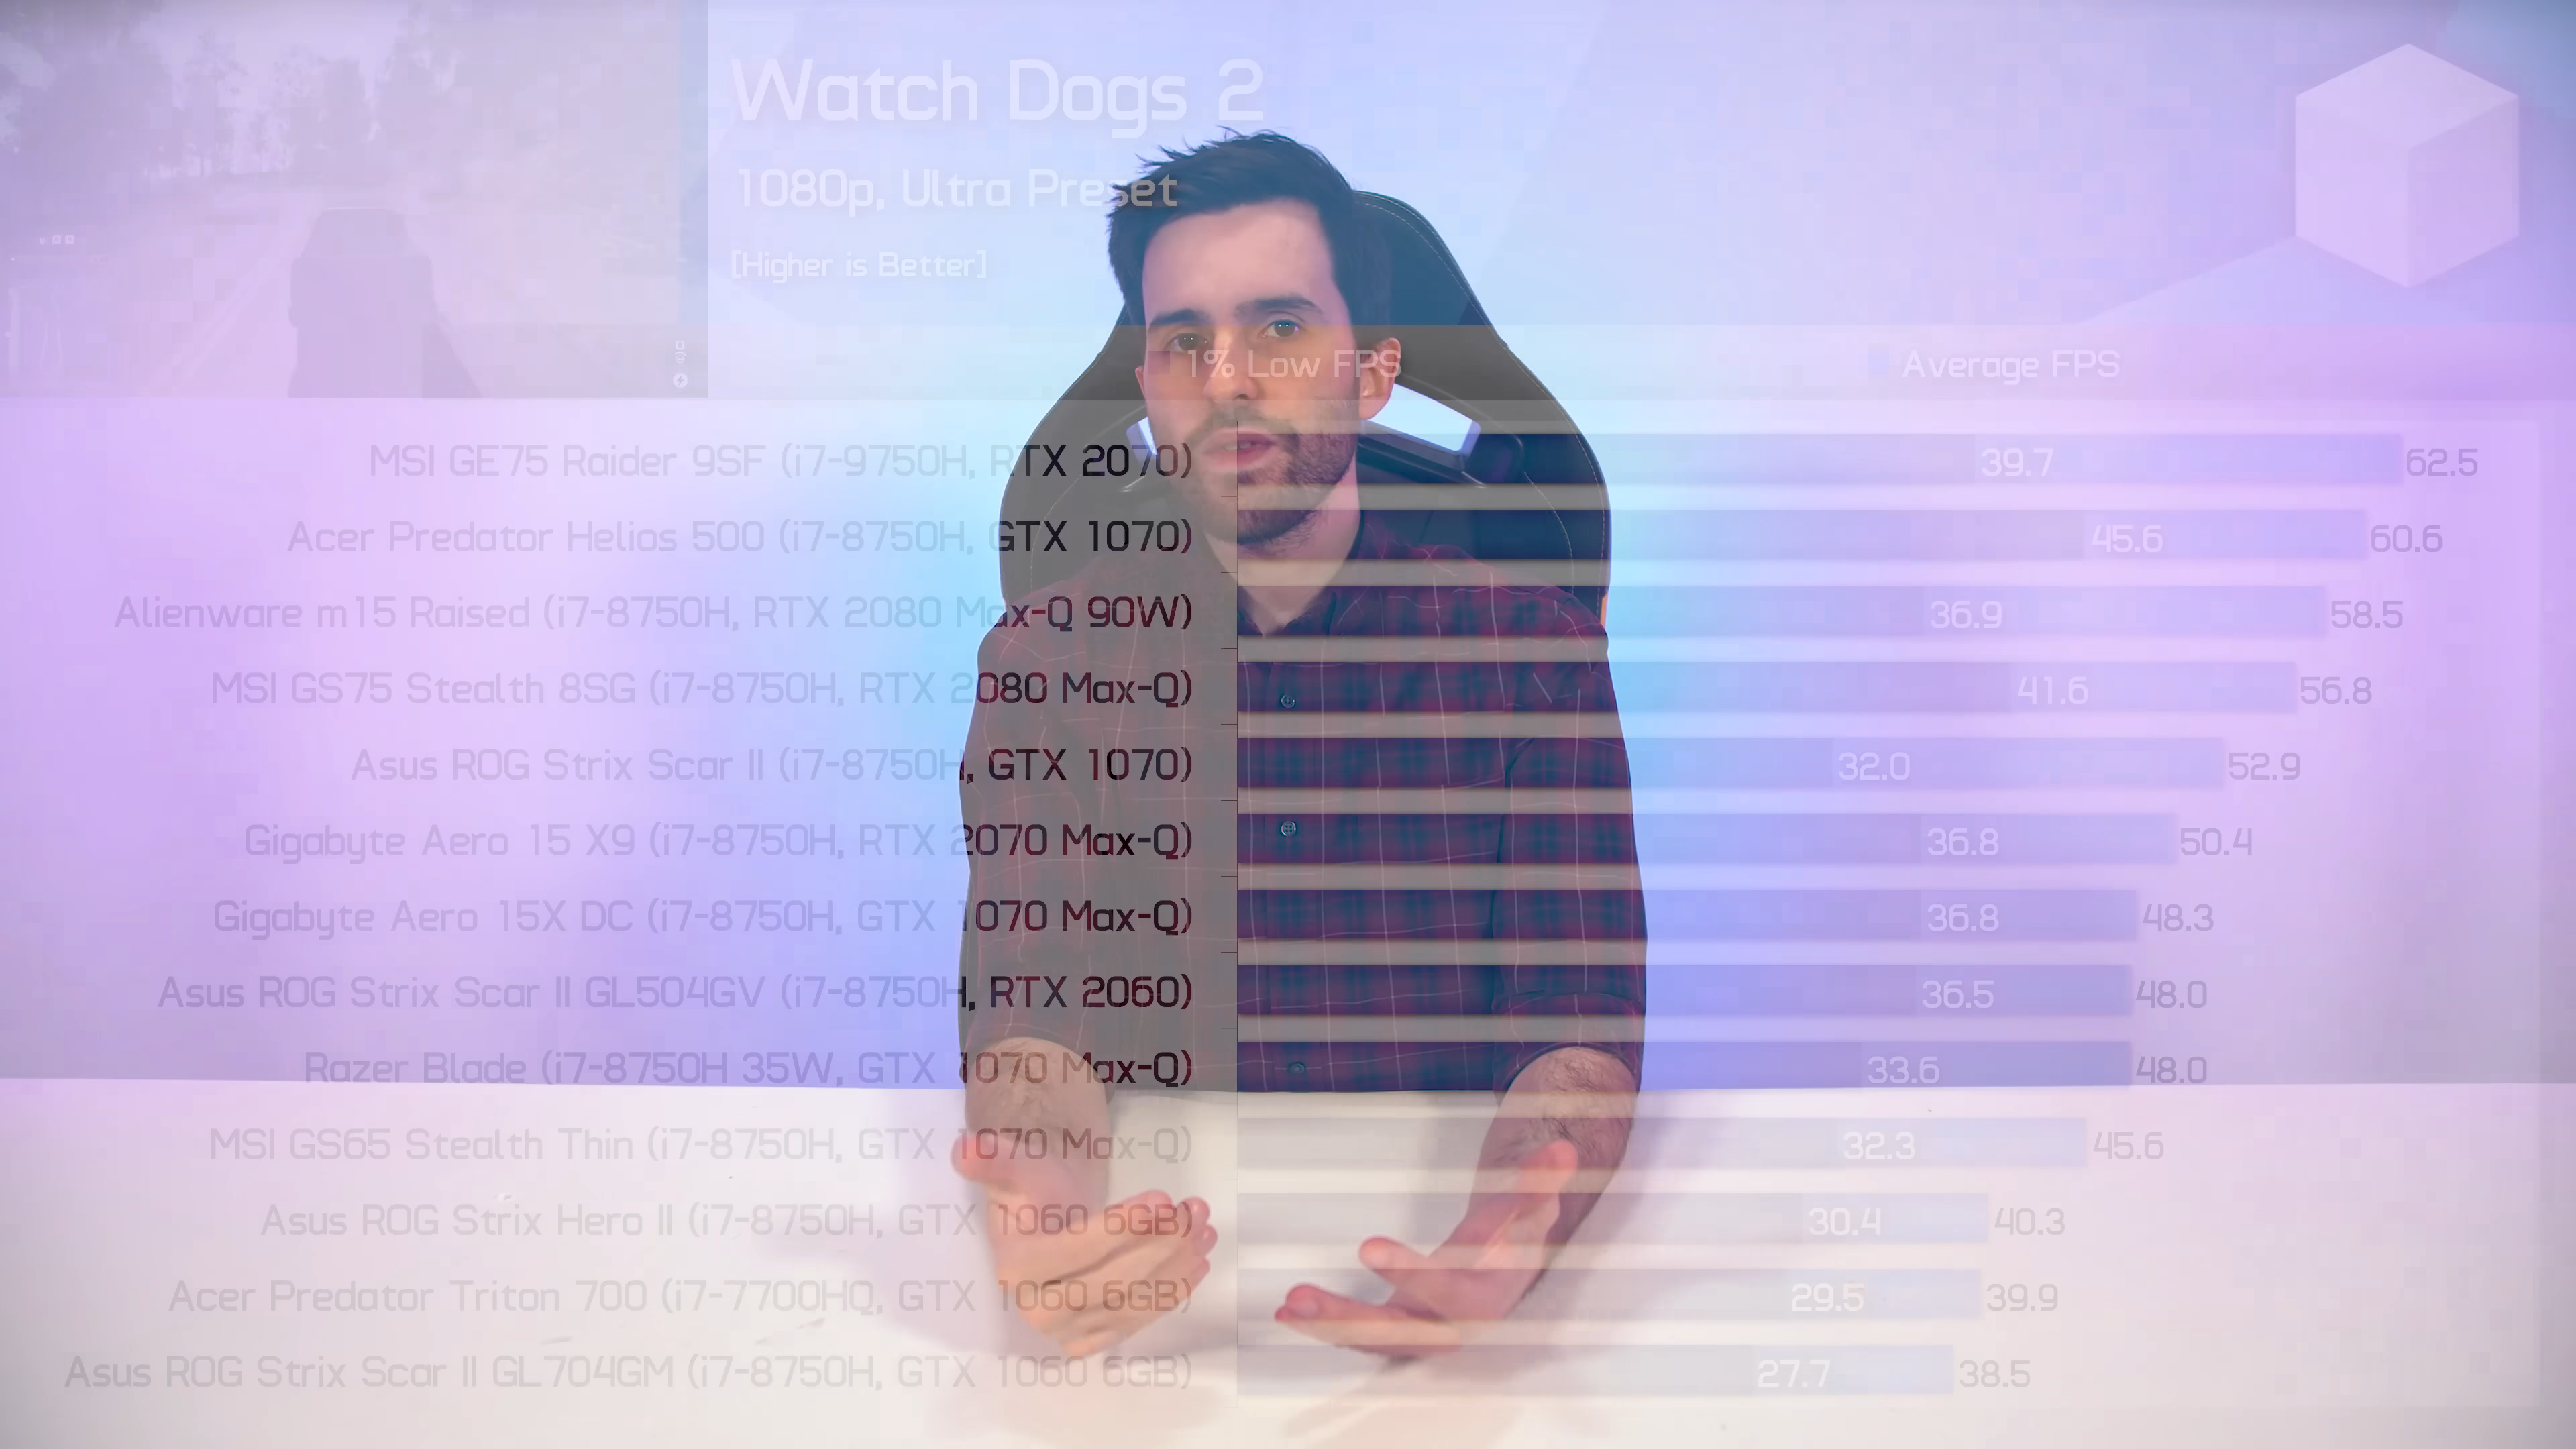 Watch Dogs 2
1080p, Ultra Preset
[Higher is Better]
1% Low FPS
Average FPS
MSI GE75 Raider 9SF (i7-9750H, RTX 2070) 39.7 62.5
Acer Predator Helios 500 (i7-8750H, GTX 1070) 45.6 60.6
Alienware m15 Raised (i7-8750H, RTX 2080 Max-Q 90W) 36.9 58.5
MSI GS75 Stealth 8SG (i7-8750H, RTX 2080 Max-Q) 41.6 56.8
Asus ROG Strix Scar II (i7-8750H, GTX 1070) 32.0 52.9
Gigabyte Aero 15 X9 (i7-8750H, RTX 2070 Max-Q) 36.8 50.4
Gigabyte Aero 15X DC (i7-8750H, GTX 1070 Max-Q) 36.8 48.3
Asus ROG Strix Scar II GL504GV (i7-8750H, RTX 2060) 36.5 48.0
Razer Blade (i7-8750H 35W, GTX 1070 Max-Q) 33.6 48.0
MSI GS65 Stealth Thin (i7-8750H, GTX 1070 Max-Q) 32.3 45.6
Asus ROG Strix Hero II (i7-8750H, GTX 1060 6GB) 30.4 40.3
Acer Predator Triton 700 (i7-7700HQ, GTX 1060 6GB) 29.5 39.9
Asus ROG Strix Scar II GL704GM (i7-8750H, GTX 1060 6GB) 27.7 38.5